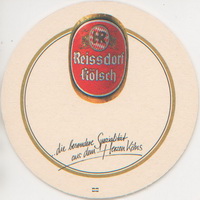 R
Reissdorf
Kölsch
...die besondere Spezialität
aus dem Herzen Kölns